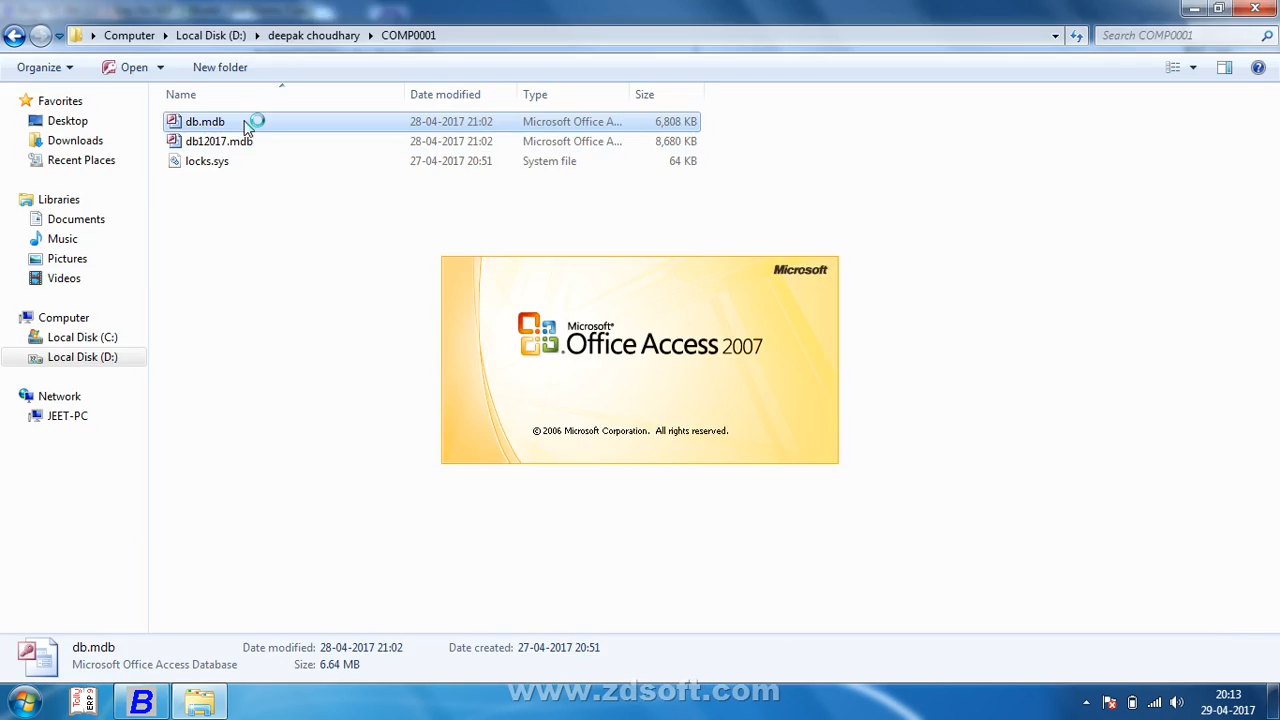 Computer Local Disk (D:) deepak choudhary COMP0001 Search COMP0001
Organize Open New folder
Name Date modified Type Size
Favorites
Desktop
Downloads
Recent Places
Libraries
Documents
Music
Pictures
Videos
Computer
Local Disk (C:)
Local Disk (D:)
Network
JEET-PC
db.mdb 28-04-2017 21:02 Microsoft Office A... 6,808 KB
db12017.mdb 28-04-2017 21:02 Microsoft Office A... 8,680 KB
locks.sys 27-04-2017 20:51 System file 64 KB
Microsoft
Microsoft®
Office Access 2007
© 2006 Microsoft Corporation. All rights reserved.
db.mdb Date modified: 28-04-2017 21:02 Date created: 27-04-2017 20:51
Microsoft Office Access Database Size: 6.64 MB
Tally ERP 9
B
www.zdsoft.com
20:13
29-04-2017